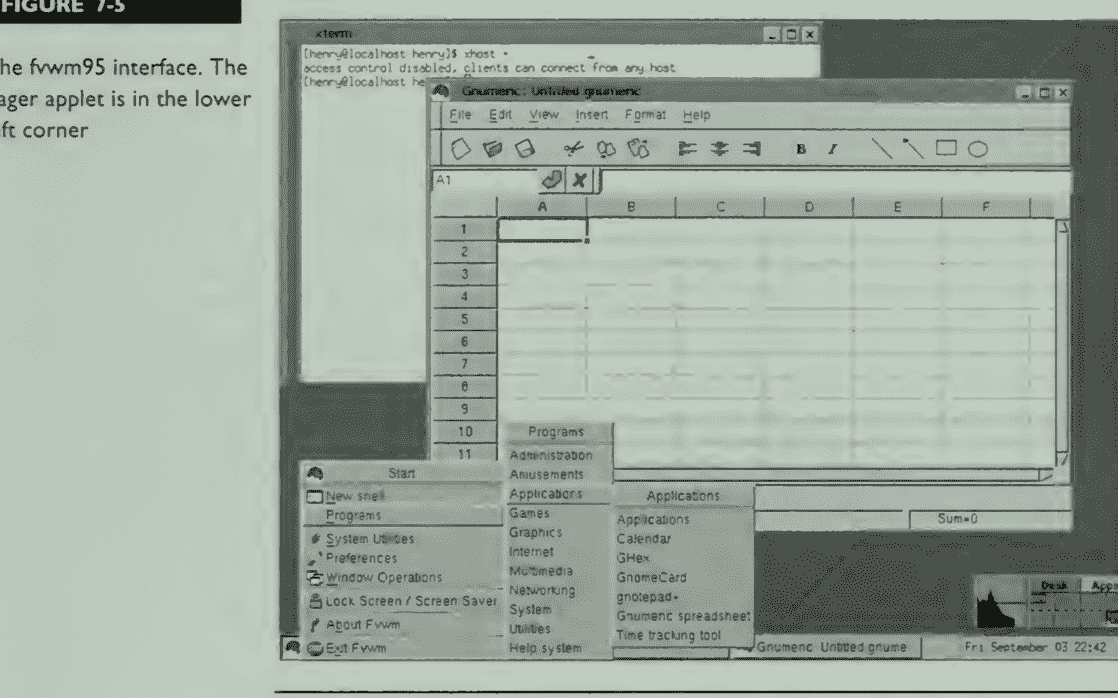 FIGURE 7-5
he fvwm95 interface. The
ager applet is in the lower
ft corner
xterm
[henry@localhost henry]$ xhost +
access control disabled, clients can connect from any host
[henry@localhost he
Gnumeric: Untitled.gnumeric
File Edit View Insert Format Help
B I
A1
A B C D E F
1
2
3
4
5
6
7
8
9
10
11
Programs
Administration
Amusements
Applications
Games
Graphics
Internet
Multimedia
Networking
System
Utilities
Help system
Start
New shell
Programs
System Utilities
Preferences
Window Operations
Lock Screen / Screen Saver
About Fvwm
Exit Fvwm
Applications
Applications
Calendar
GHex
GnomeCard
gnotepad+
Gnumeric spreadsheet
Time tracking tool
Sum=0
Desk Apps
Gnumeric Untitled.gnume
Fri September 03 22:42